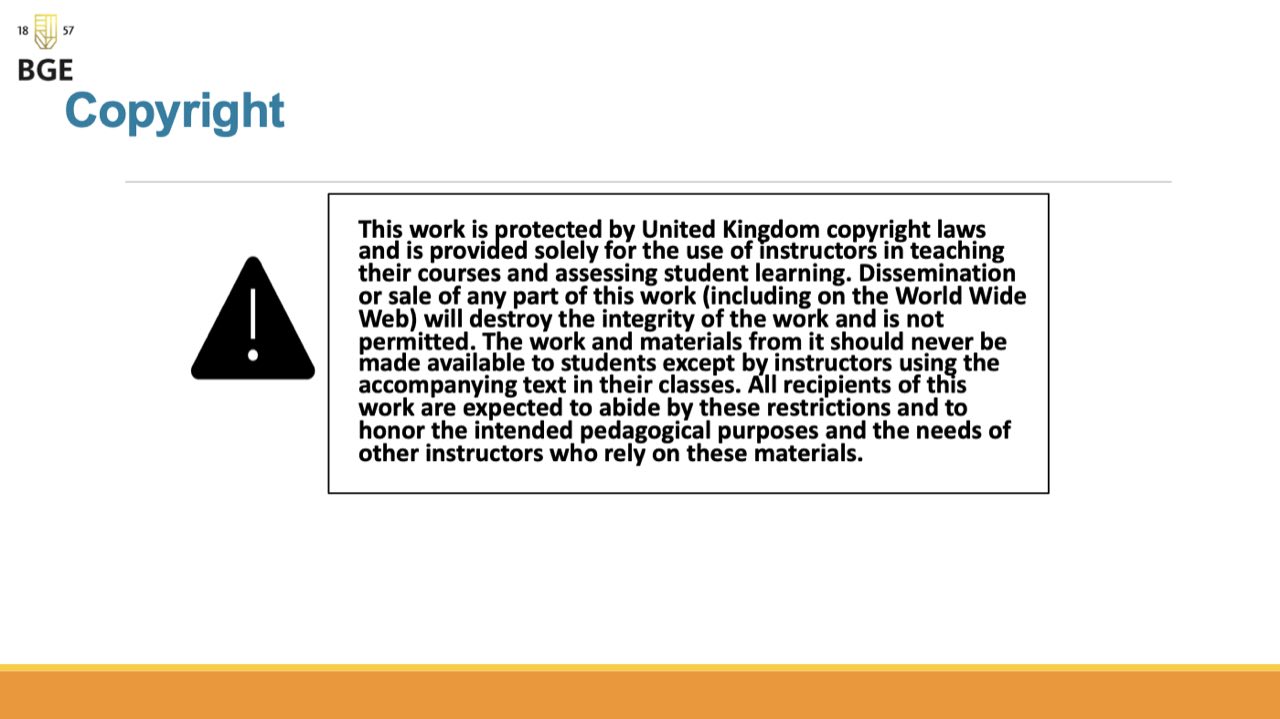 18 57
BGE
Copyright
This work is protected by United Kingdom copyright laws
and is provided solely for the use of instructors in teaching
their courses and assessing student learning. Dissemination
or sale of any part of this work (including on the World Wide
Web) will destroy the integrity of the work and is not
permitted. The work and materials from it should never be
made available to students except by instructors using the
accompanying text in their classes. All recipients of this
work are expected to abide by these restrictions and to
honor the intended pedagogical purposes and the needs of
other instructors who rely on these materials.